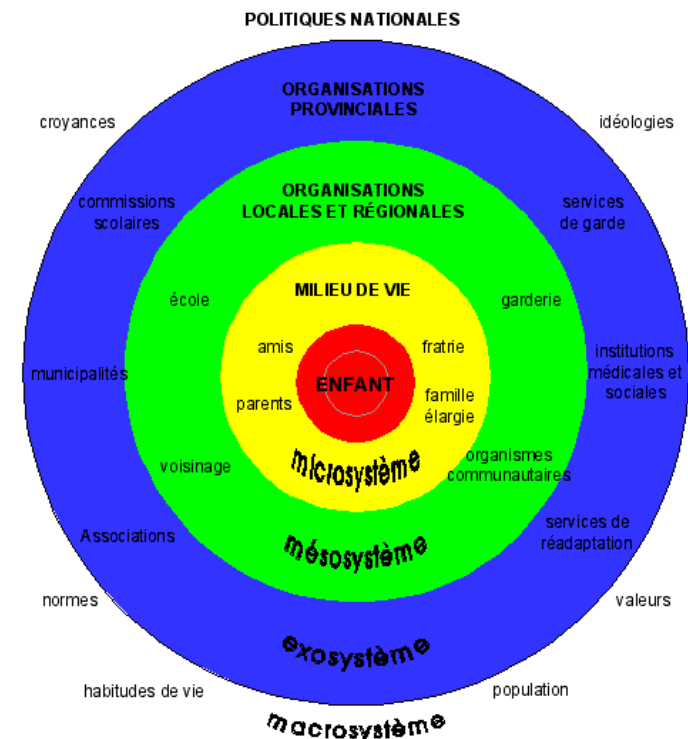 POLITIQUES NATIONALES
ORGANISATIONS
PROVINCIALES
croyances
idéologies
ORGANISATIONS
LOCALES ET RÉGIONALES
commissions
scolaires
services
de garde
MILIEU DE VIE
école
garderie
amis
fratrie
ENFANT
municipalités
institutions
médicales et
sociales
parents
famille
élargie
microsystème
voisinage
organismes
communautaires
Associations
services de
réadaptation
mésosystème
normes
valeurs
exosystème
habitudes de vie
population
macrosystème